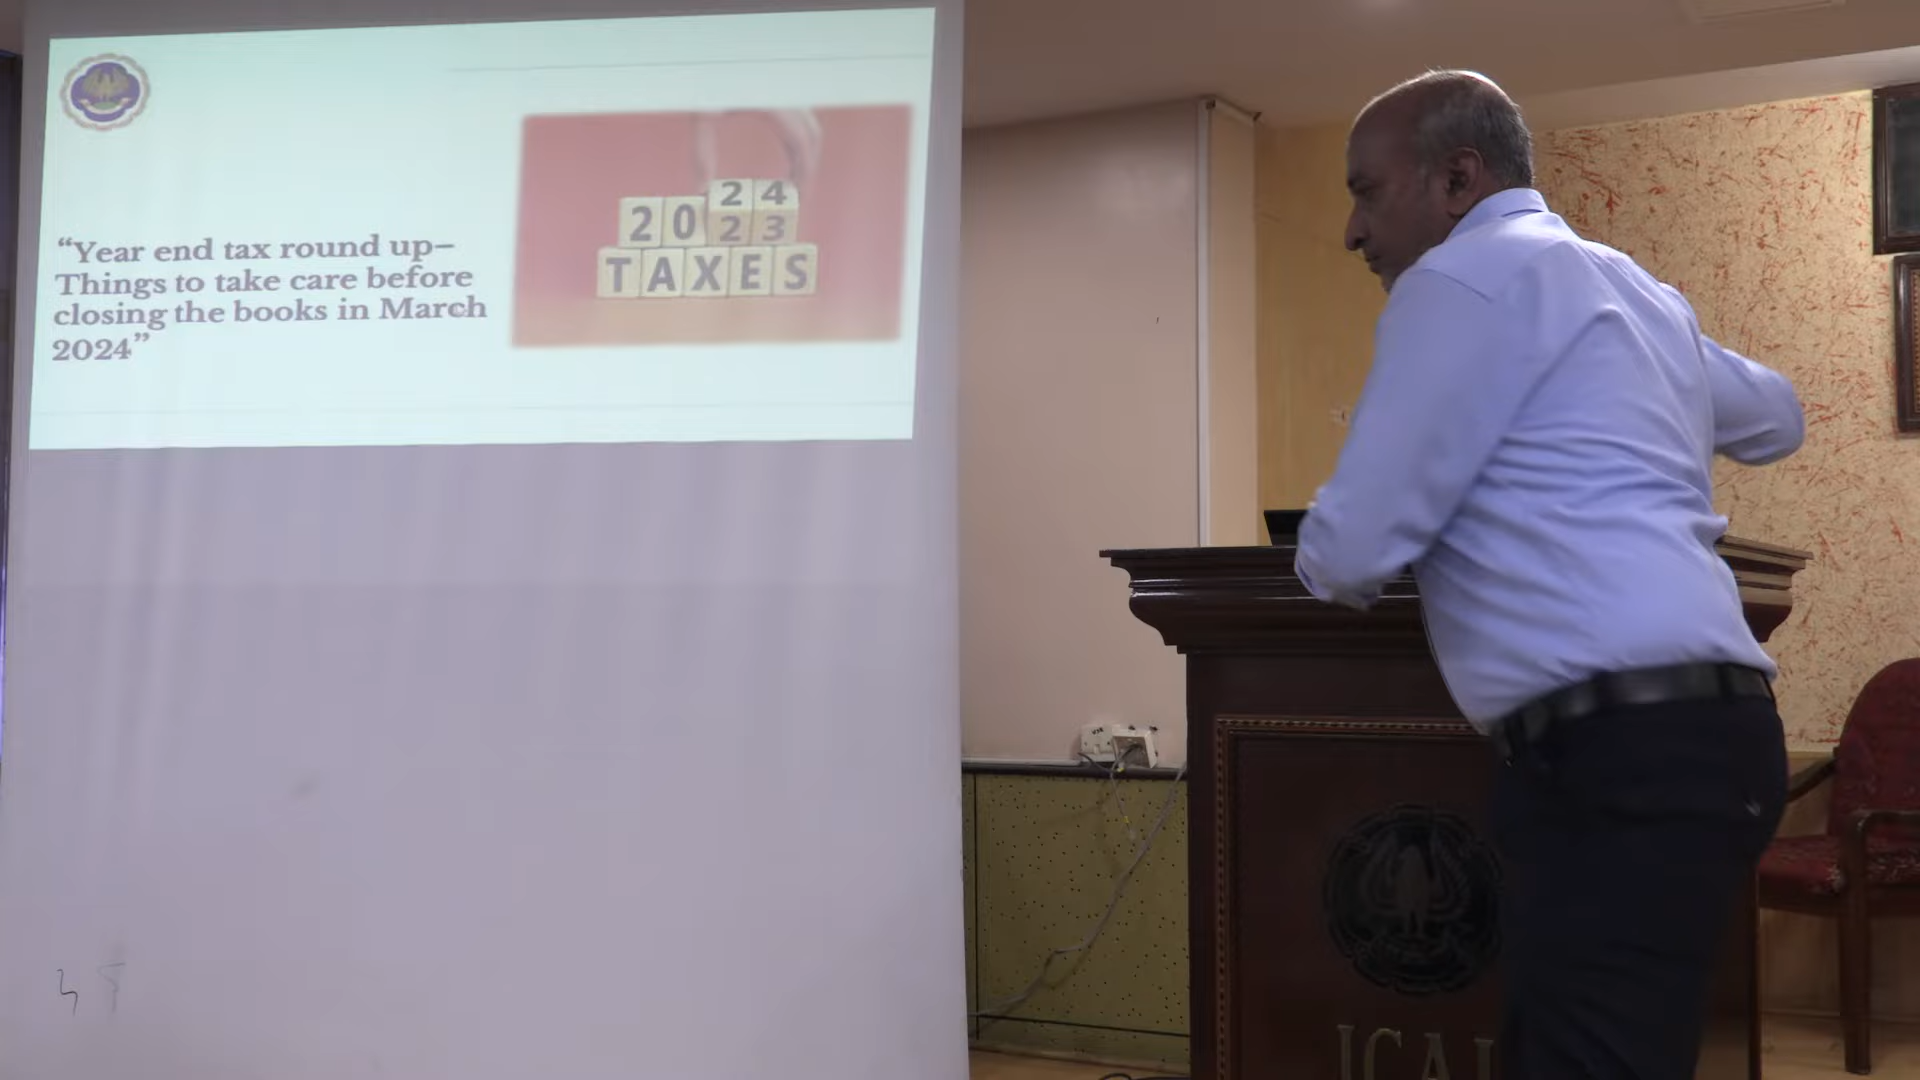 “Year end tax round up–
Things to take care before
closing the books in March
2024”
24
2023
TAXES
ICAI